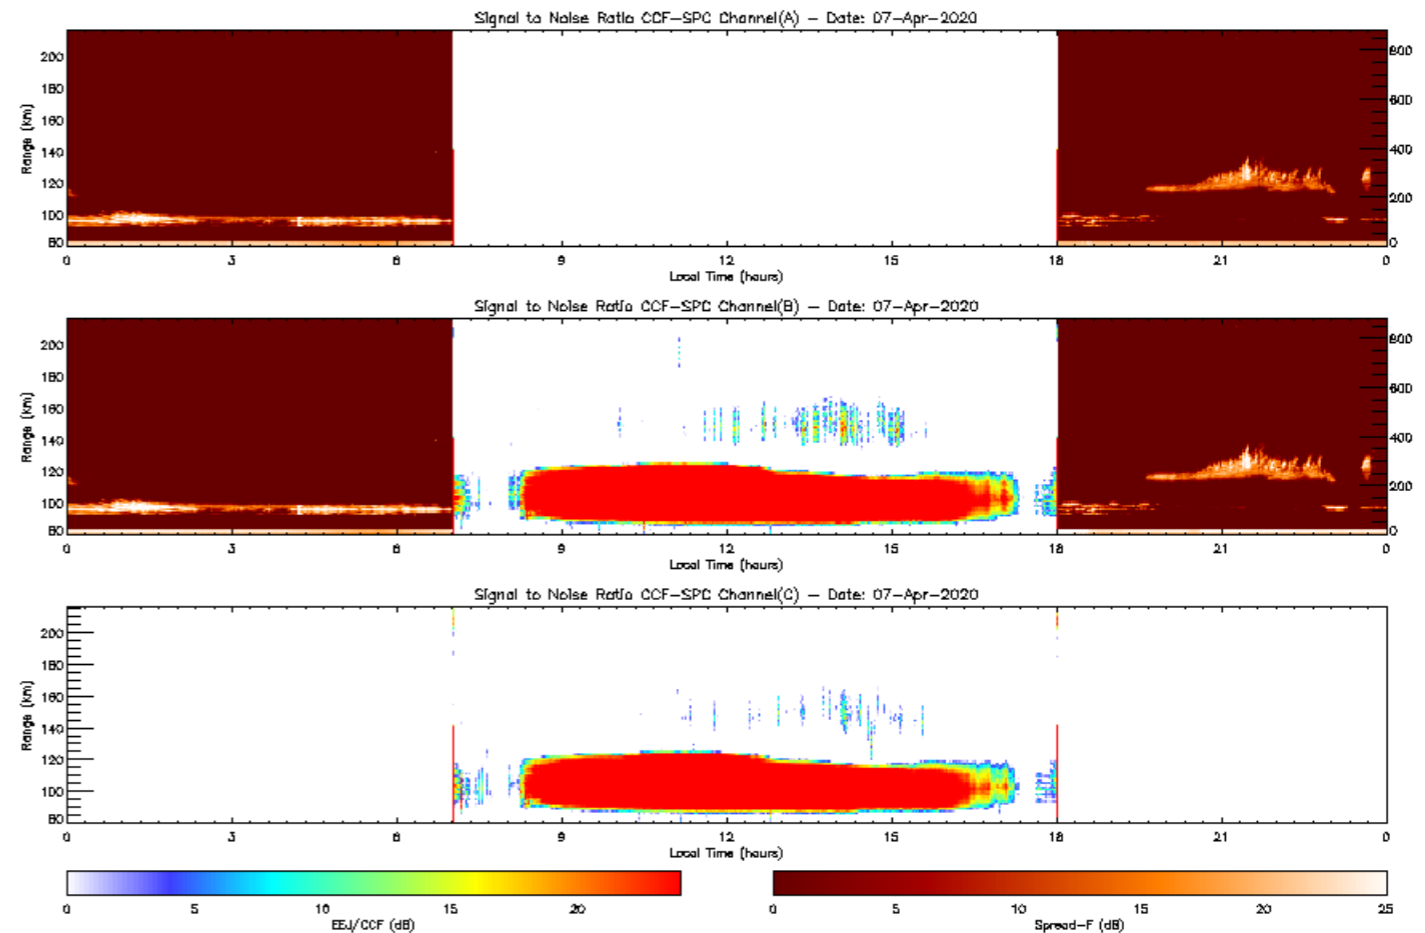 Signal to Noise Ratio CCF-SPC Channel(A) - Date: 07-Apr-2020
200
180
160
140
120
100
80
Range (km)
800
600
400
200
0
0 3 6 9 12 15 18 21 0
Local Time (hours)
Signal to Noise Ratio CCF-SPC Channel(B) - Date: 07-Apr-2020
200
180
160
140
120
100
80
Range (km)
800
600
400
200
0
0 3 6 9 12 15 18 21 0
Local Time (hours)
Signal to Noise Ratio CCF-SPC Channel(C) - Date: 07-Apr-2020
200
180
160
140
120
100
80
Range (km)
0 3 6 9 12 15 18 21 0
Local Time (hours)
0 5 10 15 20
EEJ/CCF (dB)
0 5 10 15 20 25
Spread-F (dB)